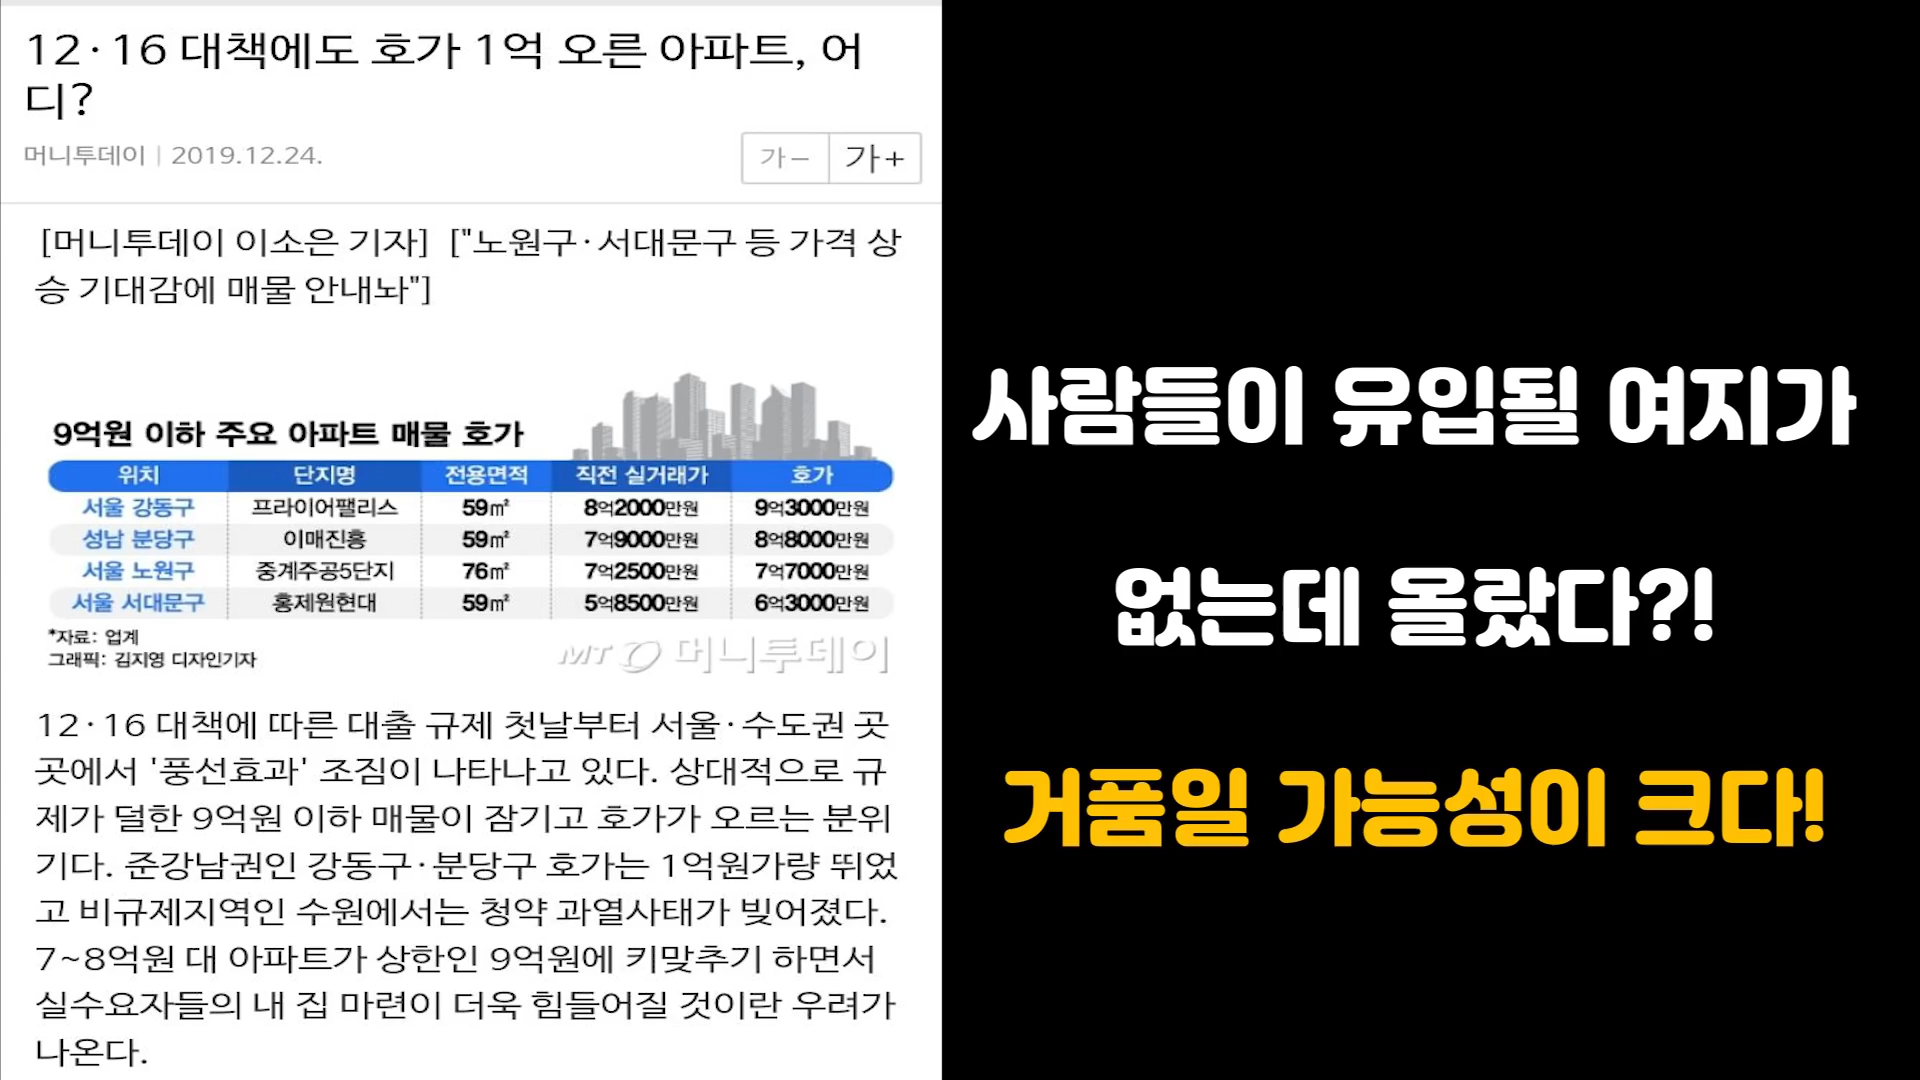 12·16 대책에도 호가 1억 오른 아파트, 어
디?
머니투데이 | 2019.12.24.
가- 가+
[머니투데이 이소은 기자] ["노원구·서대문구 등 가격 상
승 기대감에 매물 안내놔"]
9억원 이하 주요 아파트 매물 호가
위치 단지명 전용면적 직전 실거래가 호가
서울 강동구 프라이어팰리스 59㎡ 8억2000만원 9억3000만원
성남 분당구 이매진흥 59㎡ 7억9000만원 8억8000만원
서울 노원구 중계주공5단지 76㎡ 7억2500만원 7억7000만원
서울 서대문구 홍제원현대 59㎡ 5억8500만원 6억3000만원
*자료: 업계
그래픽: 김지영 디자인기자
MT 머니투데이
12·16 대책에 따른 대출 규제 첫날부터 서울·수도권 곳
곳에서 '풍선효과' 조짐이 나타나고 있다. 상대적으로 규
제가 덜한 9억원 이하 매물이 잠기고 호가가 오르는 분위
기다. 준강남권인 강동구·분당구 호가는 1억원가량 뛰었
고 비규제지역인 수원에서는 청약 과열사태가 빚어졌다.
7~8억원 대 아파트가 상한인 9억원에 키맞추기 하면서
실수요자들의 내 집 마련이 더욱 힘들어질 것이란 우려가
나온다.
사람들이 유입될 여지가
없는데 올랐다?!
거품일 가능성이 크다!